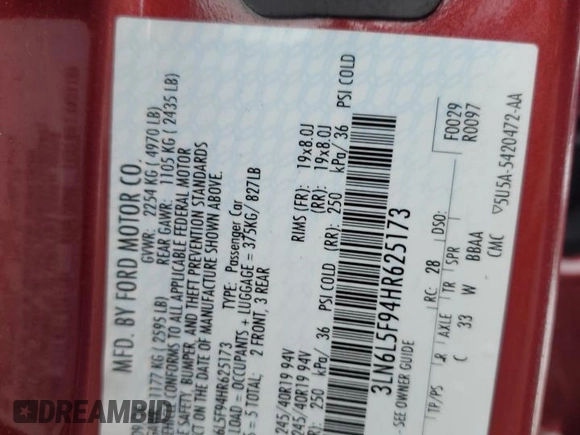 MFD. BY FORD MOTOR CO.
GVWR: 2254 KG ( 4970 LB)
1177 KG ( 2595 LB) REAR GAWR: 1105 KG ( 2435 LB)
CONFORMS TO ALL APPLICABLE FEDERAL MOTOR
SAFETY, BUMPER, AND THEFT PREVENTION STANDARDS
ON THE DATE OF MANUFACTURE SHOWN ABOVE.
6L5F94HR625173 TYPE: Passenger Car
LOAD = OCCUPANTS + LUGGAGE = 375KG/ 827LB
= 5 TOTAL: 2 FRONT, 3 REAR
245/40R19 94V RIMS (FR): 19x8.0J
245/40R19 94V (RR): 19x8.0J
250 kPa/ 36 PSI COLD (RR): 250 kPa/ 36 PSI COLD
SEE OWNER GUIDE
3LN6L5F94HR625173
F0029
R0097
RC: 28 DSO:
TP/PS R AXLE TR SPR
C 33 W BBAA
CMC ▽5U5A-5420472-AA
DREAMBID